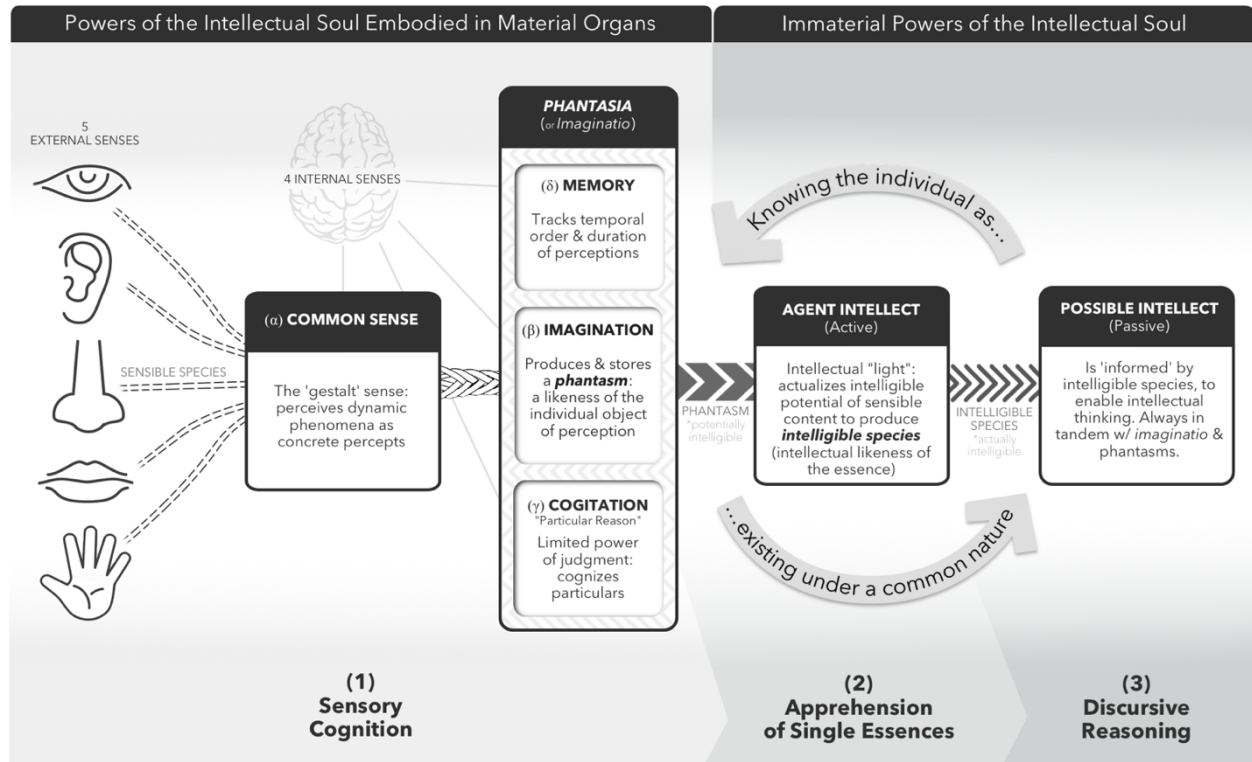 Powers of the Intellectual Soul Embodied in Material Organs
Immaterial Powers of the Intellectual Soul
5
EXTERNAL SENSES
4 INTERNAL SENSES
SENSIBLE SPECIES
(α) COMMON SENSE
The 'gestalt' sense:
perceives dynamic
phenomena as
concrete percepts
PHANTASIA
(or Imaginatio)
(δ) MEMORY
Tracks temporal
order & duration
of perceptions
(β) IMAGINATION
Produces & stores
a phantasm:
a likeness of the
individual object
of perception
(γ) COGITATION
"Particular Reason"
Limited power
of judgment:
cognizes
particulars
PHANTASM
*potentially
intelligible
Knowing the individual as...
AGENT INTELLECT
(Active)
Intellectual "light":
actualizes intelligible
potential of sensible
content to produce
intelligible species
(intellectual likeness
of the essence)
INTELLIGIBLE
SPECIES
*actually
intelligible
POSSIBLE INTELLECT
(Passive)
Is 'informed' by
intelligible species, to
enable intellectual
thinking. Always in
tandem w/ imaginatio &
phantasms.
...existing under a common nature
(1)
Sensory
Cognition
(2)
Apprehension
of Single Essences
(3)
Discursive
Reasoning